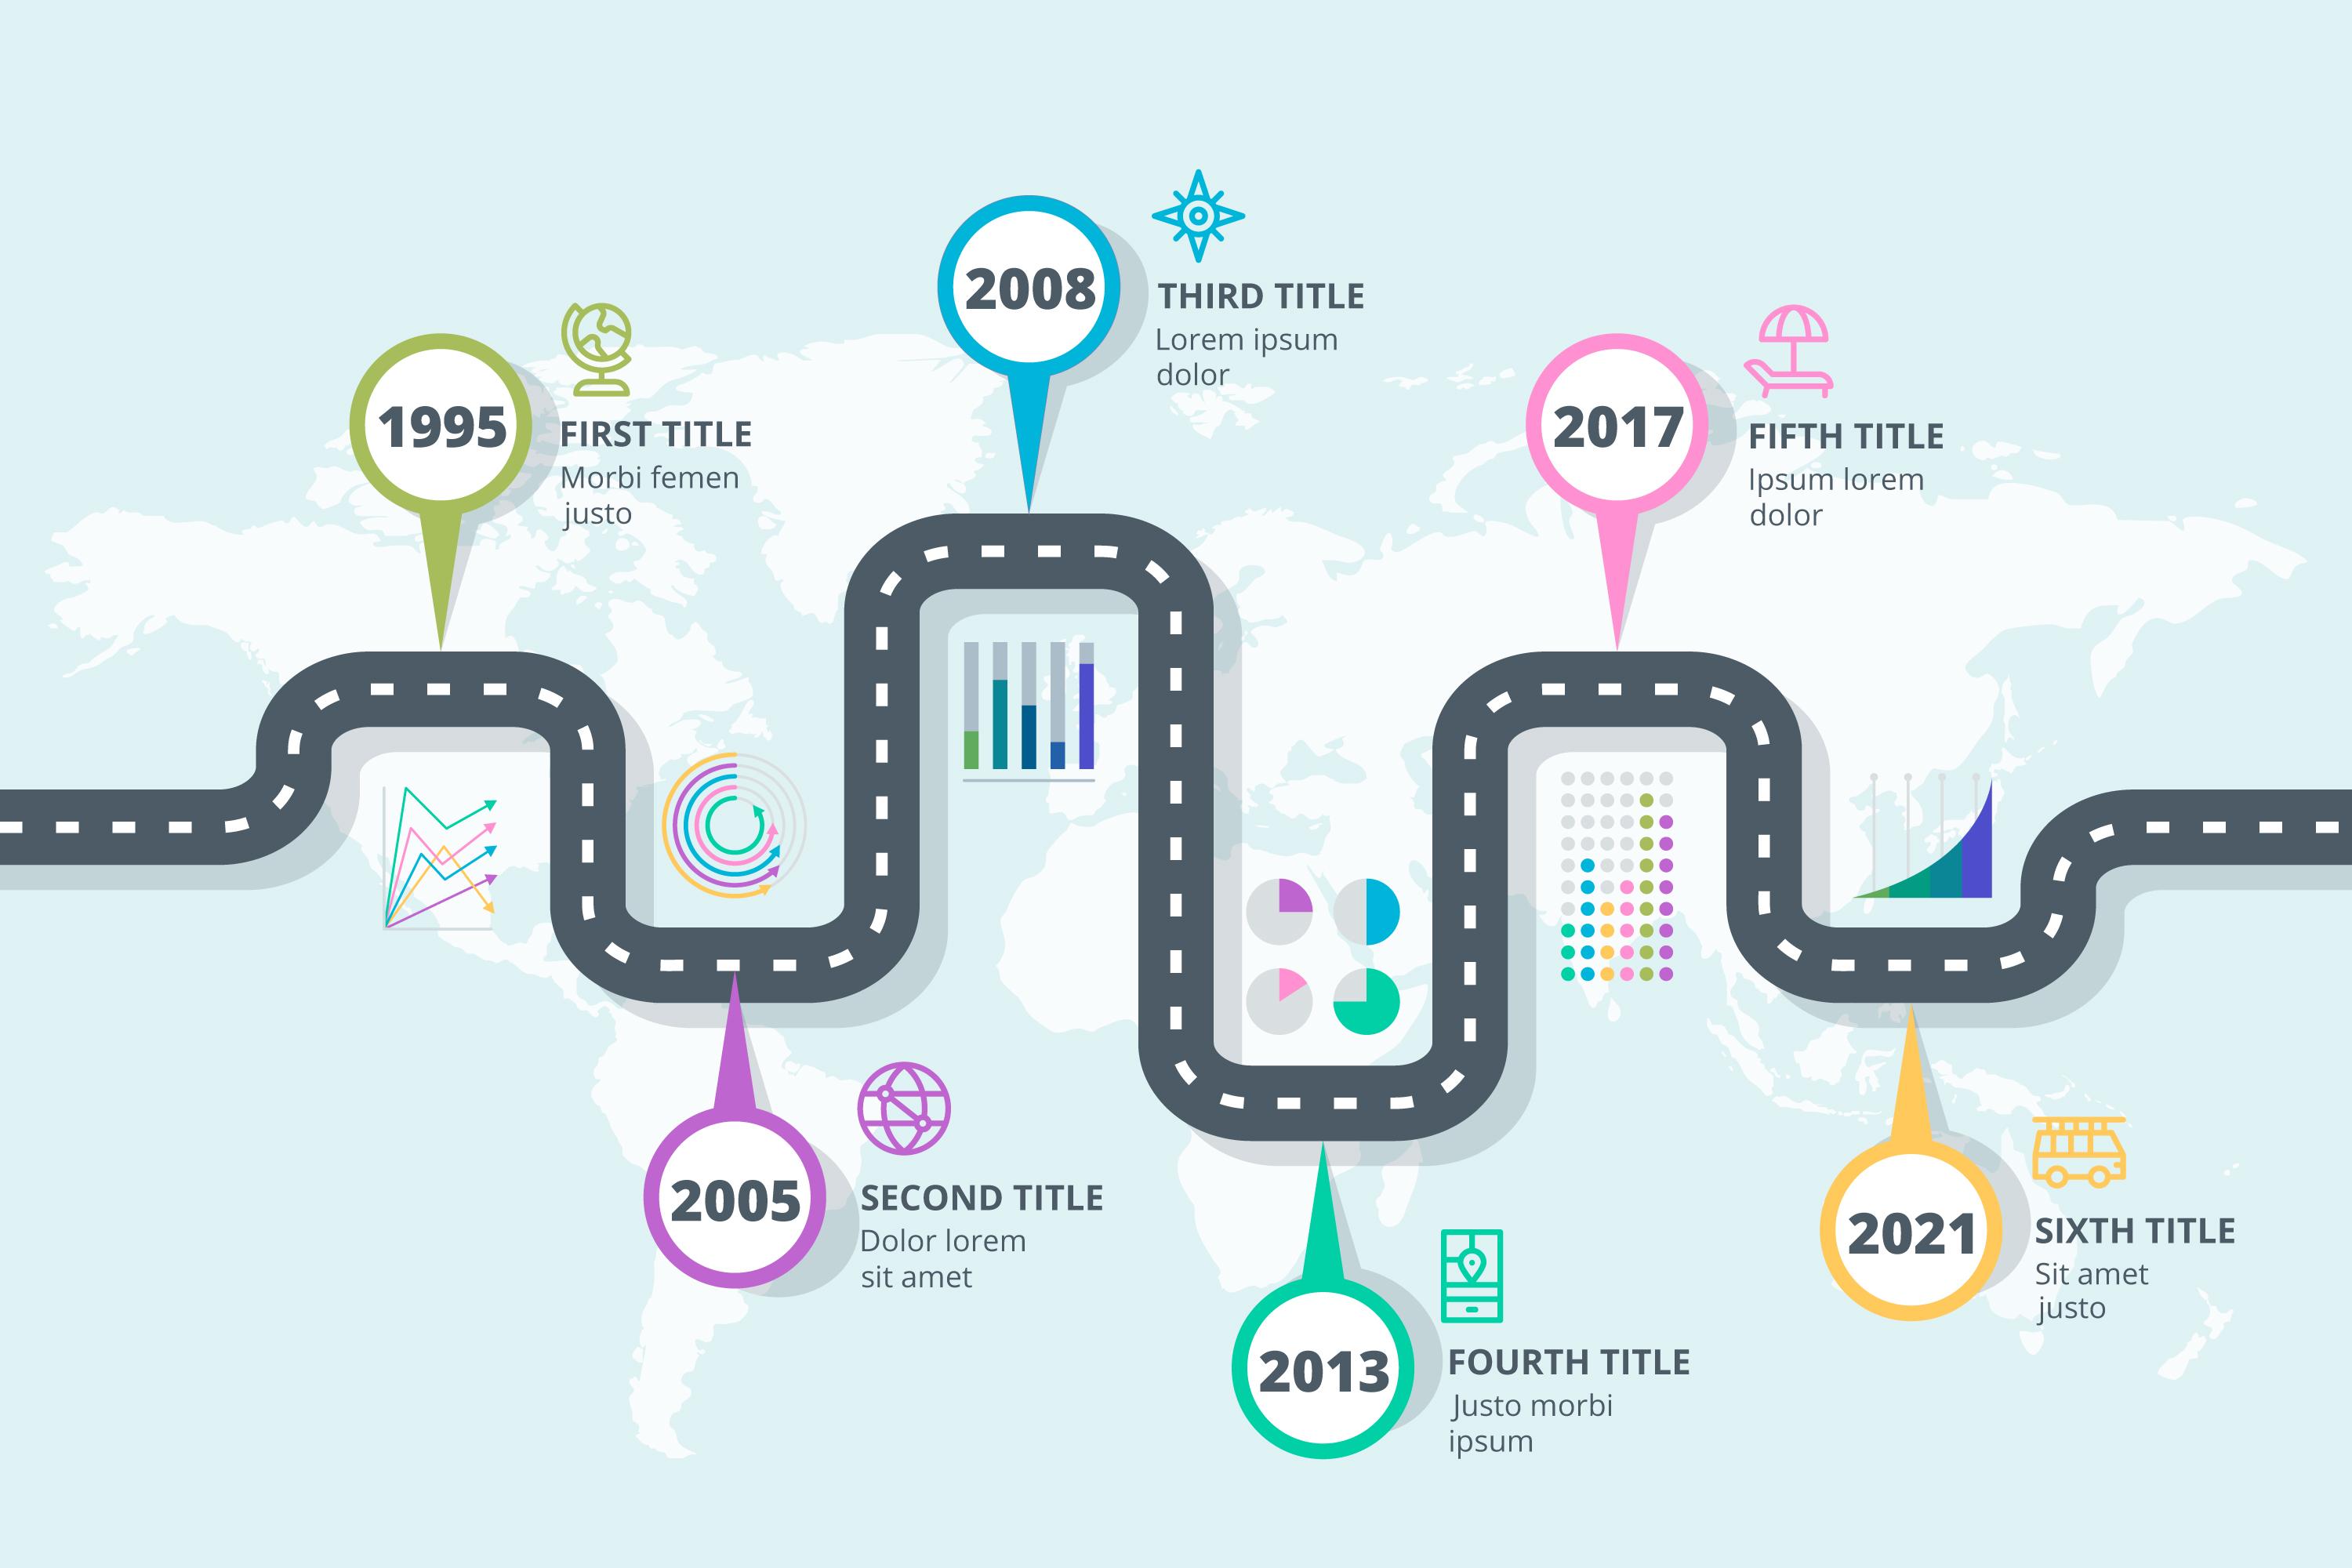 1995
FIRST TITLE
Morbi femen
justo
2005
SECOND TITLE
Dolor lorem
sit amet
2008
THIRD TITLE
Lorem ipsum
dolor
2013
FOURTH TITLE
Justo morbi
ipsum
2017
FIFTH TITLE
Ipsum lorem
dolor
2021
SIXTH TITLE
Sit amet
justo